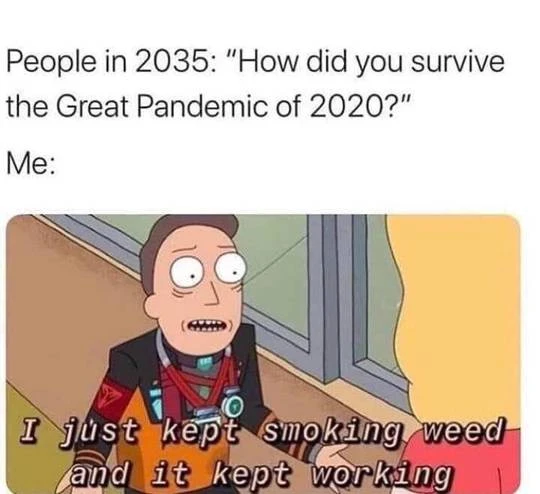 People in 2035: "How did you survive
the Great Pandemic of 2020?"
Me:
I just kept smoking weed
and it kept working